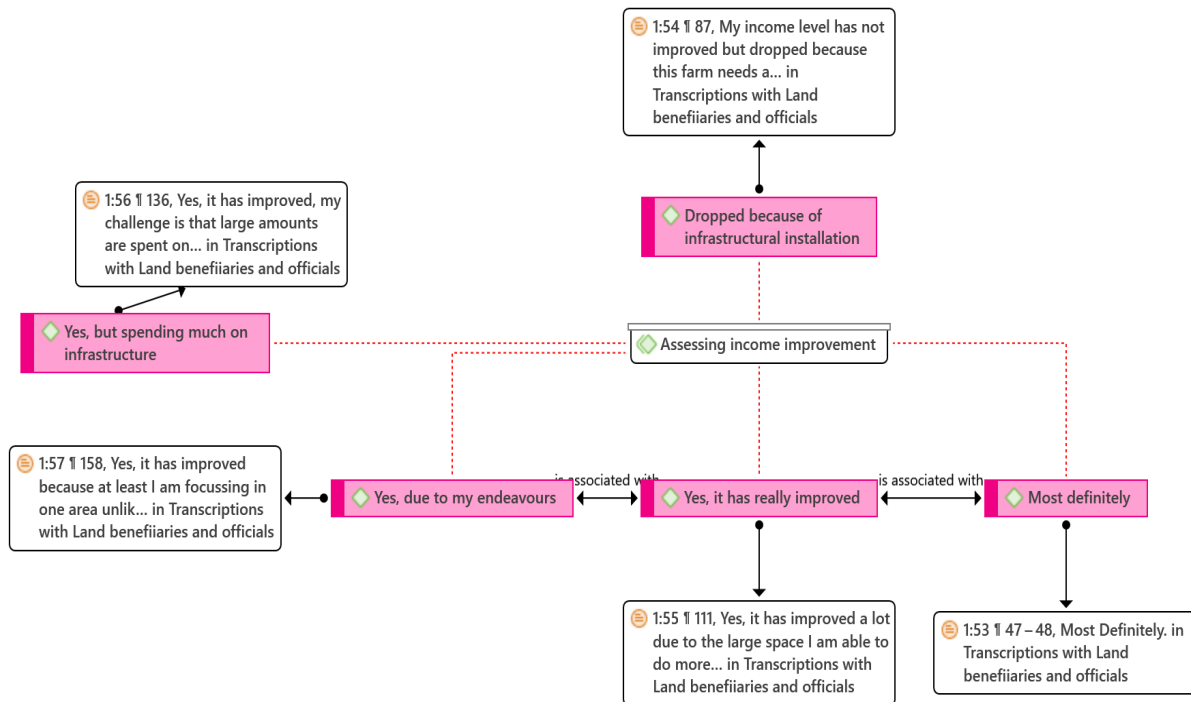 1:54 ¶ 87, My income level has not
improved but dropped because
this farm needs a... in
Transcriptions with Land
benefiiaries and officials
1:56 ¶ 136, Yes, it has improved, my
challenge is that large amounts
are spent on... in Transcriptions
with Land benefiiaries and officials
Dropped because of
infrastructural installation
Yes, but spending much on
infrastructure
Assessing income improvement
1:57 ¶ 158, Yes, it has improved
because at least I am focussing in
one area unlik... in Transcriptions
with Land benefiiaries and officials
Yes, due to my endeavours
is associated with
Yes, it has really improved
is associated with
Most definitely
1:55 ¶ 111, Yes, it has improved a lot
due to the large space I am able to
do more... in Transcriptions with
Land benefiiaries and officials
1:53 ¶ 47 – 48, Most Definitely. in
Transcriptions with Land
benefiiaries and officials